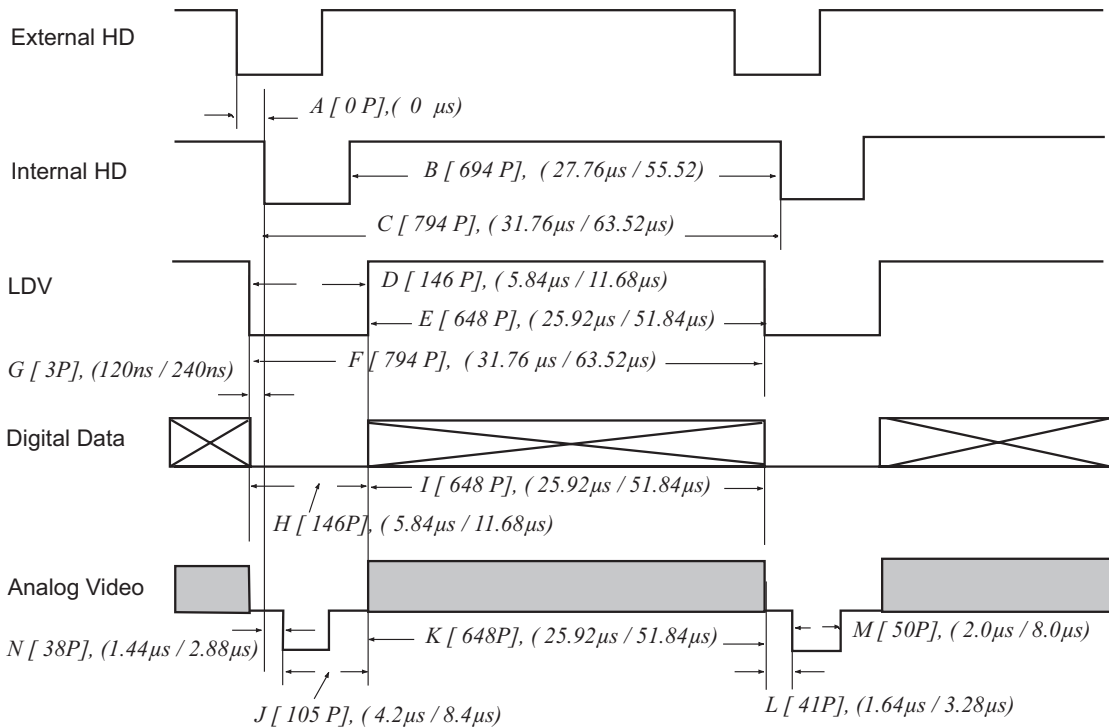 External HD
A [ 0 P],( 0 µs)
Internal HD
B [ 694 P], ( 27.76µs / 55.52)
C [ 794 P], ( 31.76µs / 63.52µs)
LDV
D [ 146 P], ( 5.84µs / 11.68µs)
E [ 648 P], ( 25.92µs / 51.84µs)
F [ 794 P], ( 31.76 µs / 63.52µs)
G [ 3P], (120ns / 240ns)
Digital Data
I [ 648 P], ( 25.92µs / 51.84µs)
H [ 146P], ( 5.84µs / 11.68µs)
Analog Video
K [ 648P], ( 25.92µs / 51.84µs)
M [ 50P], ( 2.0µs / 8.0µs)
N [ 38P], (1.44µs / 2.88µs)
J [ 105 P], ( 4.2µs / 8.4µs)
L [ 41P], (1.64µs / 3.28µs)